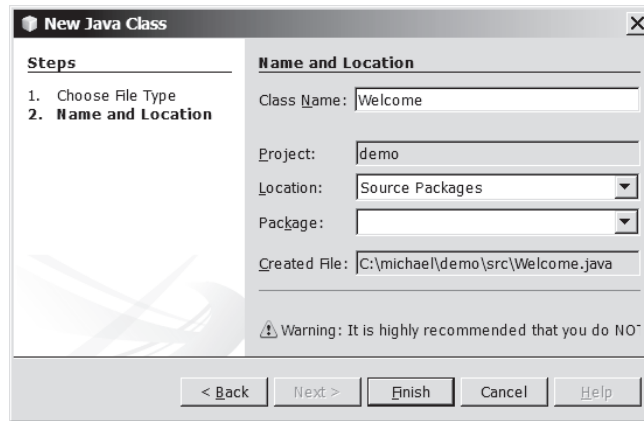 New Java Class
Steps
1. Choose File Type
2. Name and Location
Name and Location
Class Name: Welcome
Project: demo
Location: Source Packages
Package:
Created File: C:\michael\demo\src\Welcome.java
Warning: It is highly recommended that you do NOT
< Back Next > Finish Cancel Help